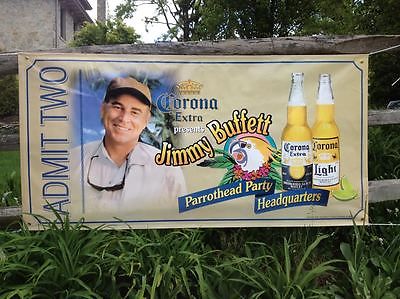 ADMIT TWO
Corona
Extra
presents
Jimmy Buffett
Parrothead Party
Headquarters
Corona
Extra
Corona
Light